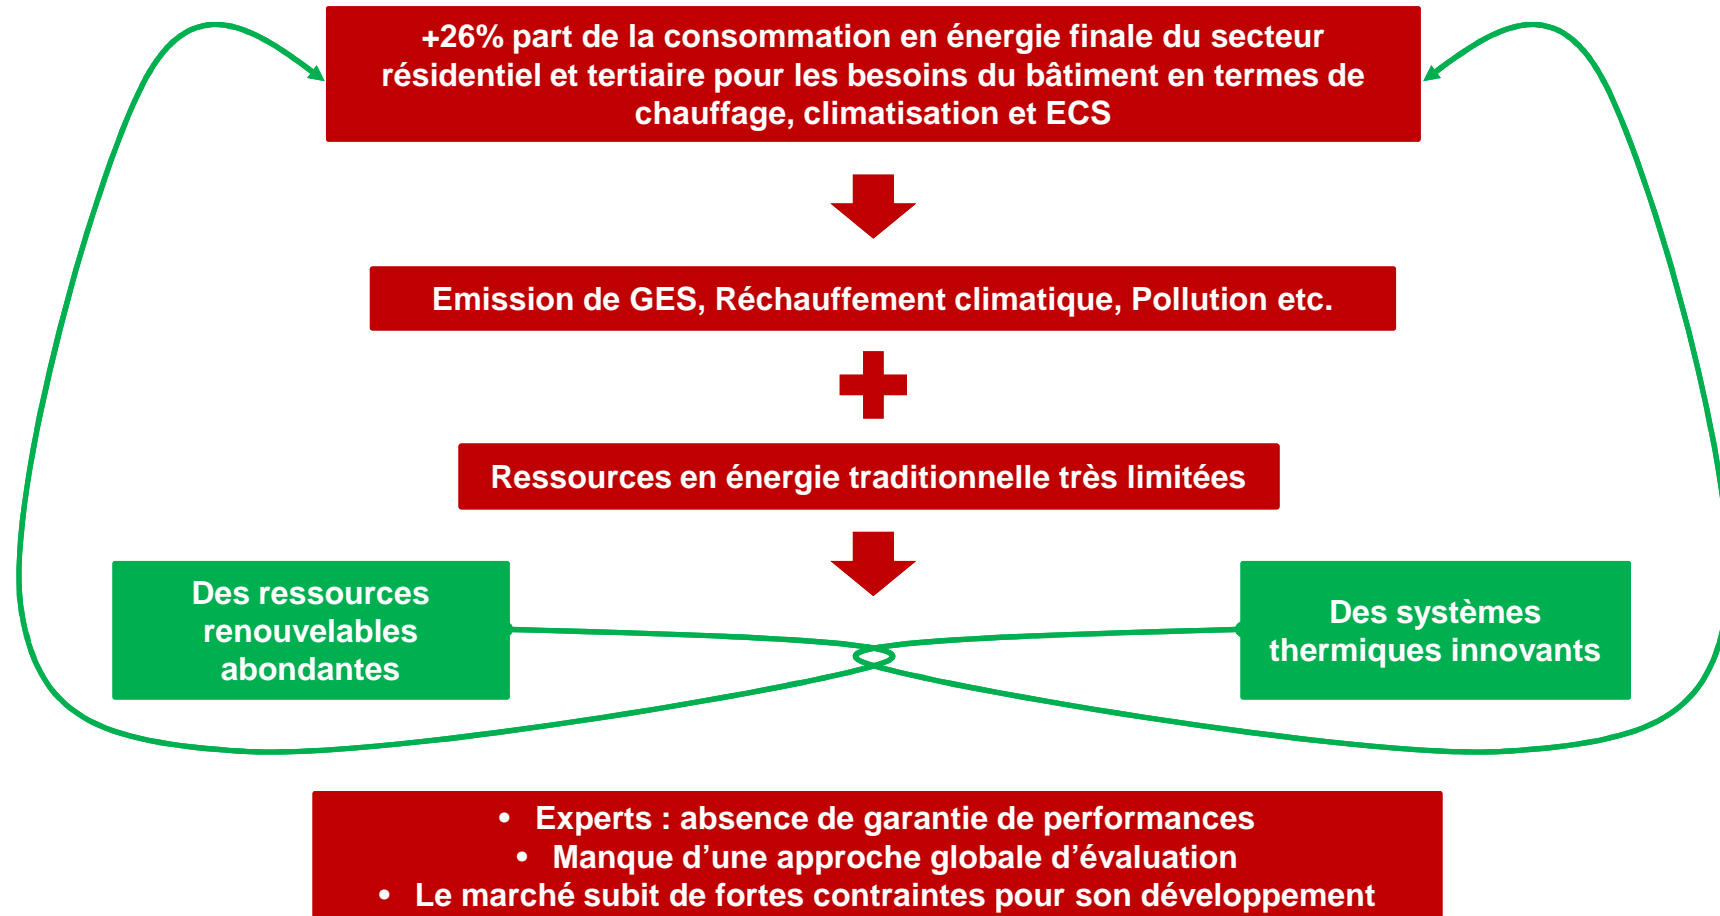 +26% part de la consommation en énergie finale du secteur
résidentiel et tertiaire pour les besoins du bâtiment en termes de
chauffage, climatisation et ECS
Emission de GES, Réchauffement climatique, Pollution etc.
Ressources en énergie traditionnelle très limitées
Des ressources
renouvelables
abondantes
Des systèmes
thermiques innovants
• Experts : absence de garantie de performances
• Manque d’une approche globale d’évaluation
• Le marché subit de fortes contraintes pour son développement